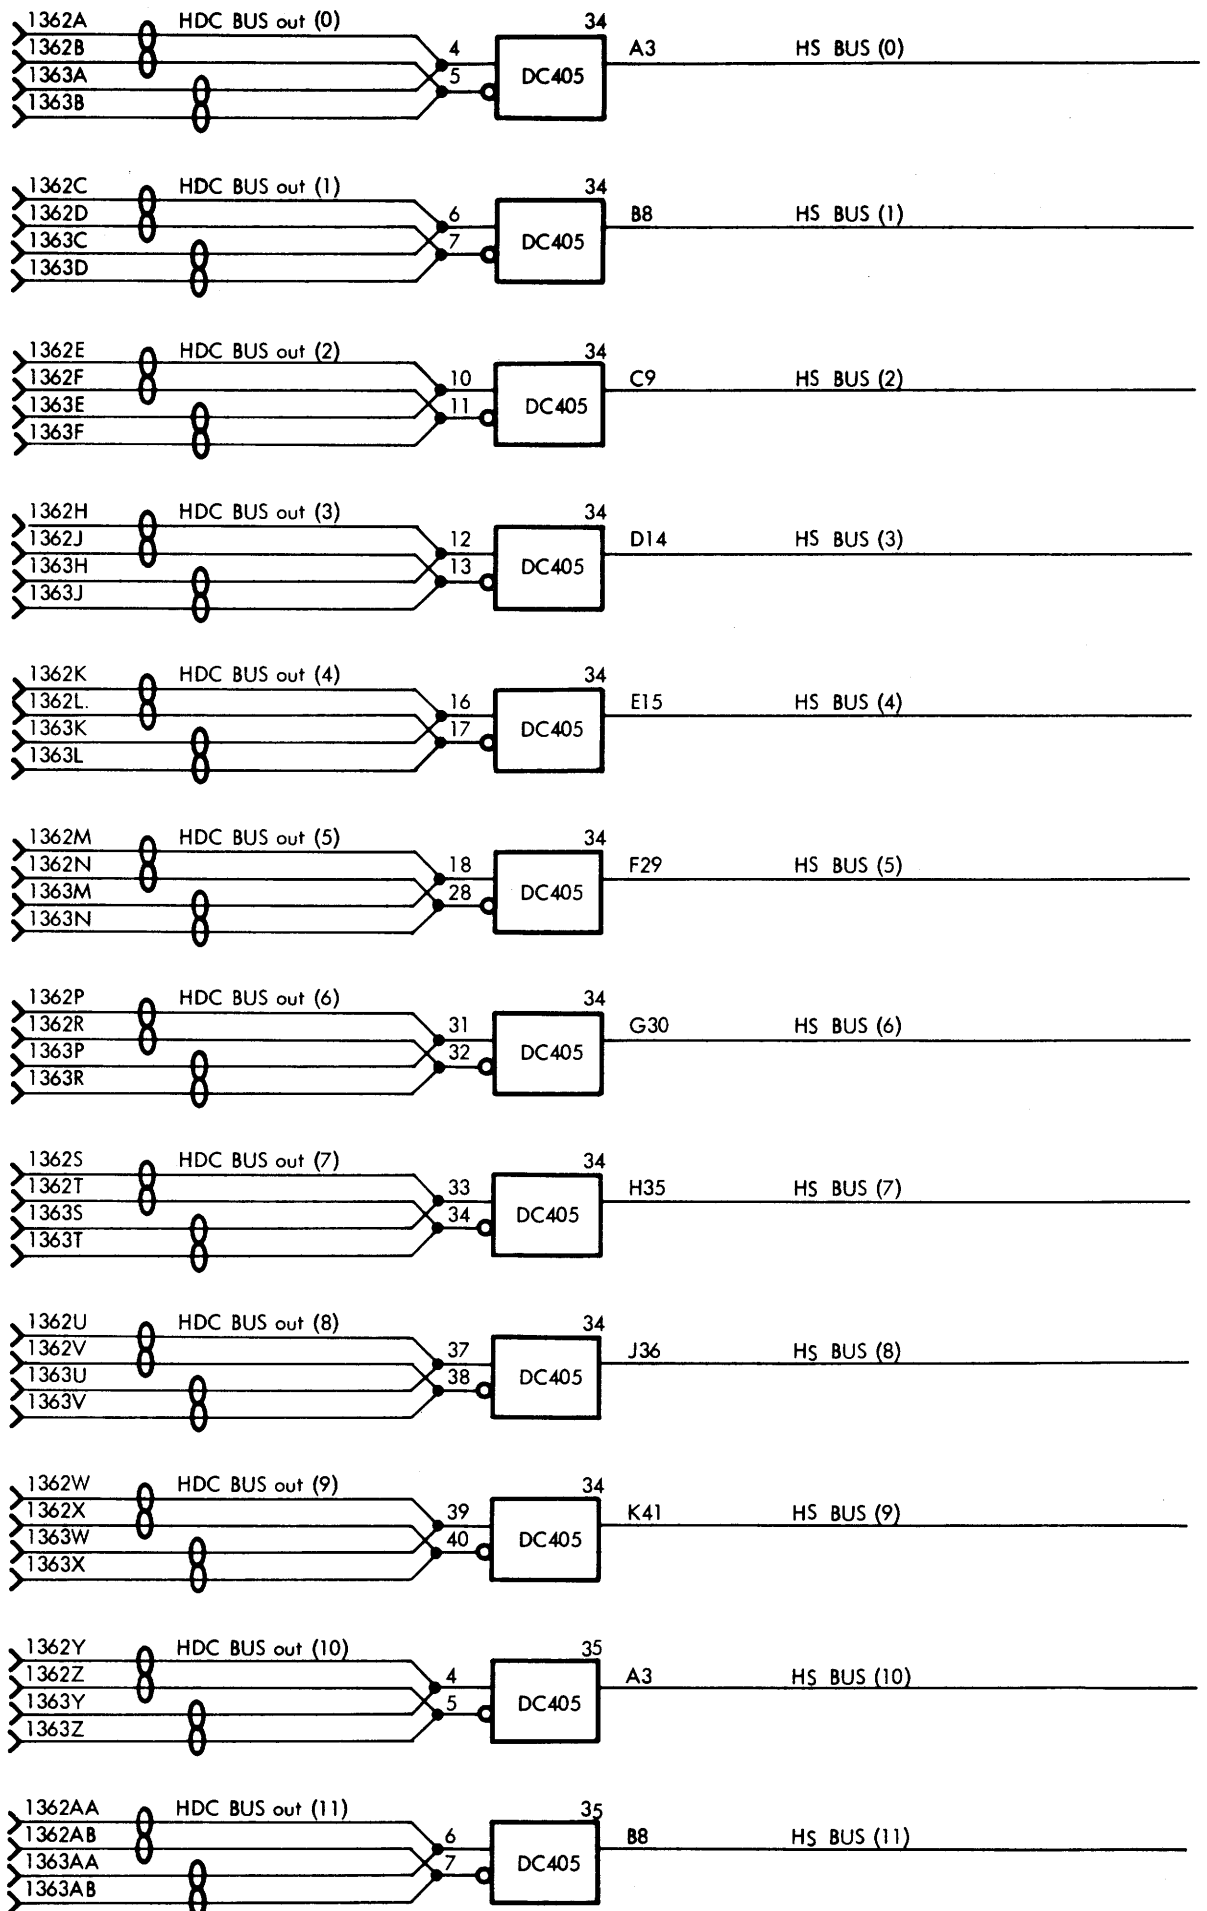 1362A HDC BUS out (0) 34
1362B 4 A3 HS BUS (0)
1363A 5 DC405
1363B
1362C HDC BUS out (1) 34
1362D 6 B8 HS BUS (1)
1363C 7 DC405
1363D
1362E HDC BUS out (2) 34
1362F 10 C9 HS BUS (2)
1363E 11 DC405
1363F
1362H HDC BUS out (3) 34
1362J 12 D14 HS BUS (3)
1363H 13 DC405
1363J
1362K HDC BUS out (4) 34
1362L. 16 E15 HS BUS (4)
1363K 17 DC405
1363L
1362M HDC BUS out (5) 34
1362N 18 F29 HS BUS (5)
1363M 28 DC405
1363N
1362P HDC BUS out (6) 34
1362R 31 G30 HS BUS (6)
1363P 32 DC405
1363R
1362S HDC BUS out (7) 34
1362T 33 H35 HS BUS (7)
1363S 34 DC405
1363T
1362U HDC BUS out (8) 34
1362V 37 J36 HS BUS (8)
1363U 38 DC405
1363V
1362W HDC BUS out (9) 34
1362X 39 K41 HS BUS (9)
1363W 40 DC405
1363X
1362Y HDC BUS out (10) 35
1362Z 4 A3 HS BUS (10)
1363Y 5 DC405
1363Z
1362AA HDC BUS out (11) 35
1362AB 6 B8 HS BUS (11)
1363AA 7 DC405
1363AB